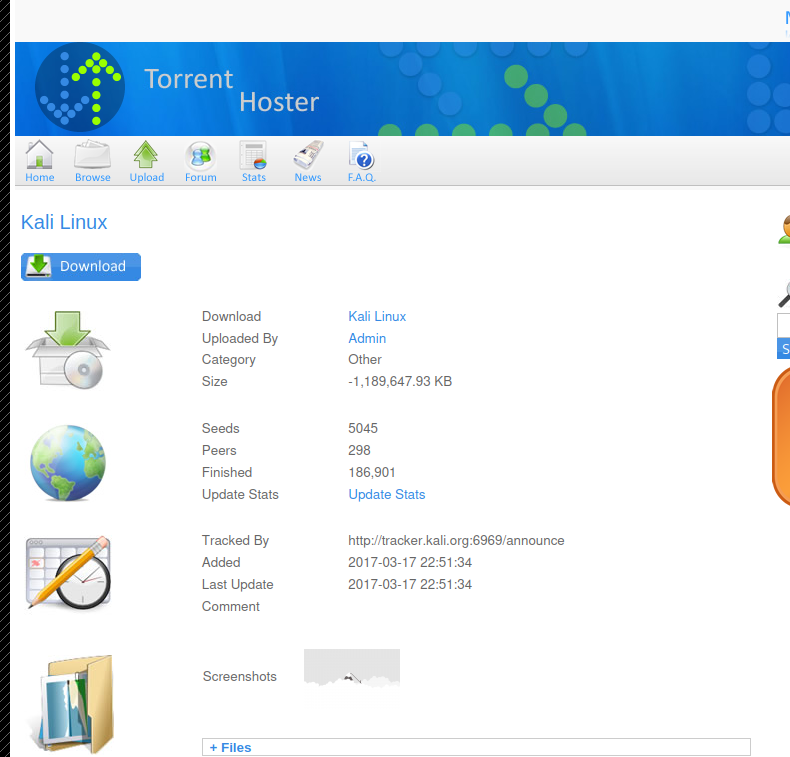 Torrent
Hoster
Home Browse Upload Forum Stats News F.A.Q.
Kali Linux
Download
Download Kali Linux
Uploaded By Admin
Category Other
Size -1,189,647.93 KB
Seeds 5045
Peers 298
Finished 186,901
Update Stats Update Stats
Tracked By http://tracker.kali.org:6969/announce
Added 2017-03-17 22:51:34
Last Update 2017-03-17 22:51:34
Comment
Screenshots
+ Files